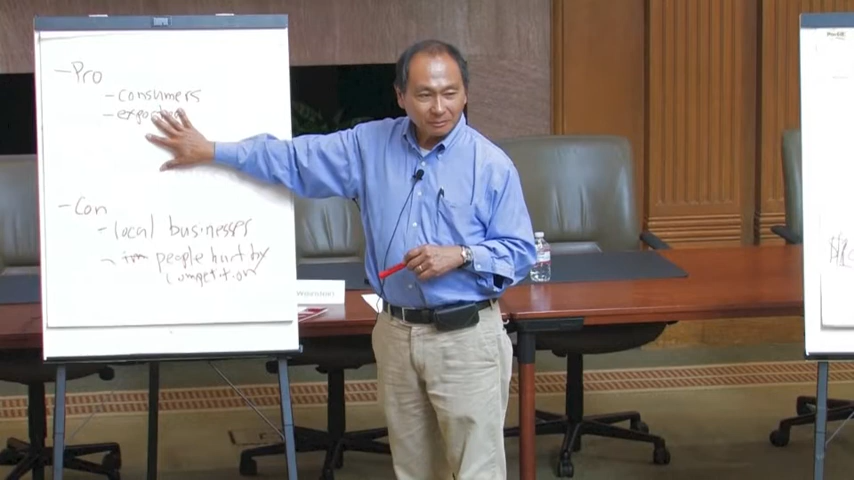 - Pro
- consumers
- Con
- local businesses
- people hurt by
competition